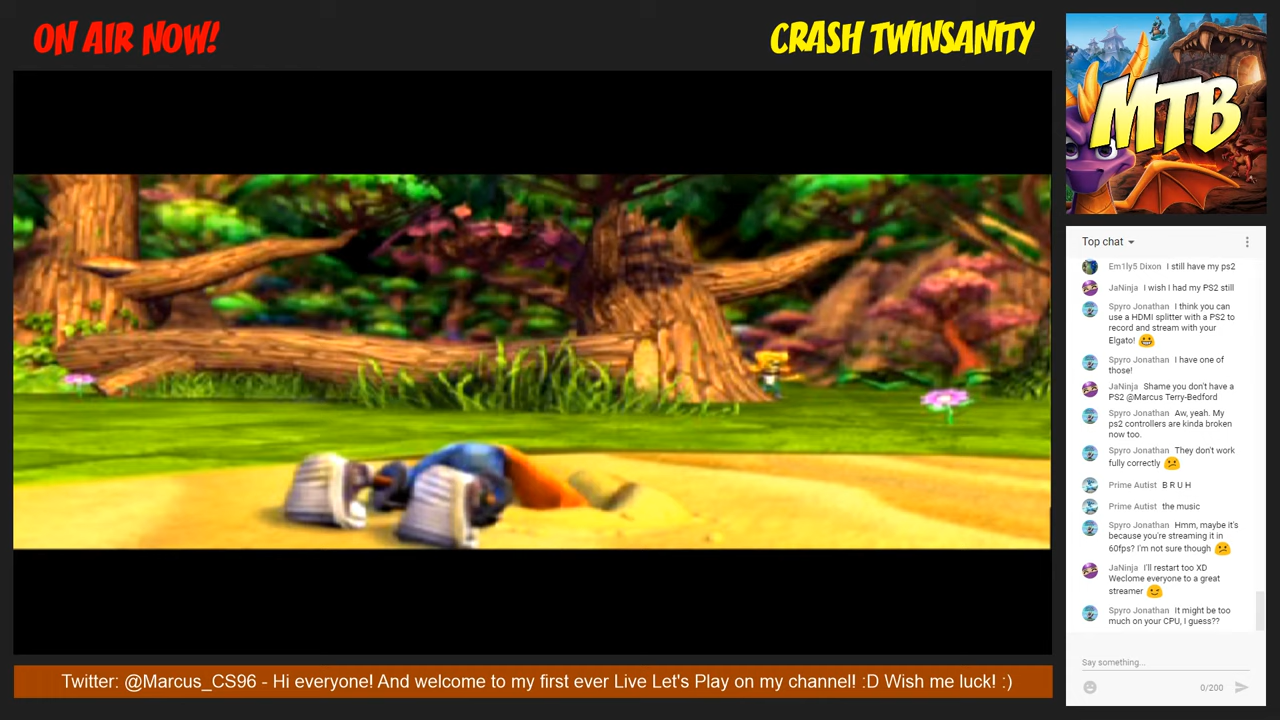 ON AIR NOW!
CRASH TWINSANITY
MTB
Top chat
Em1ly5 Dixon I still have my ps2
JaNinja I wish I had my PS2 still
Spyro Jonathan I think you can
use a HDMI splitter with a PS2 to
record and stream with your
Elgato!
Spyro Jonathan I have one of
those!
JaNinja Shame you don't have a
PS2 @Marcus Terry-Bedford
Spyro Jonathan Aw, yeah. My
ps2 controllers are kinda broken
now too.
Spyro Jonathan They don't work
fully correctly
Prime Autist B R U H
Prime Autist the music
Spyro Jonathan Hmm, maybe it's
because you're streaming it in
60fps? I'm not sure though
JaNinja I'll restart too XD
Weclome everyone to a great
streamer
Spyro Jonathan It might be too
much on your CPU, I guess??
Say something...
0/200
Twitter: @Marcus_CS96 - Hi everyone! And welcome to my first ever Live Let's Play on my channel! :D Wish me luck! :)